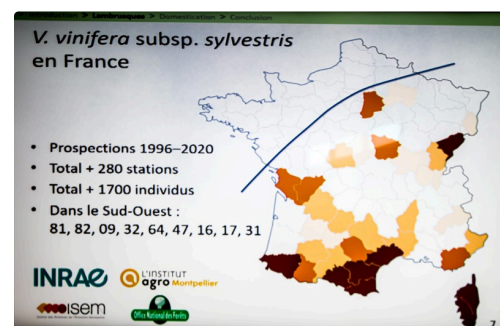 Introduction > Lambrusques > Domestication > Conclusion
V. vinifera subsp. sylvestris
en France
• Prospections 1996–2020
• Total + 280 stations
• Total + 1700 individus
• Dans le Sud-Ouest :
81, 82, 09, 32, 64, 47, 16, 17, 31
INRAE
L'INSTITUT
agro Montpellier
isem
Office National des Forêts
7